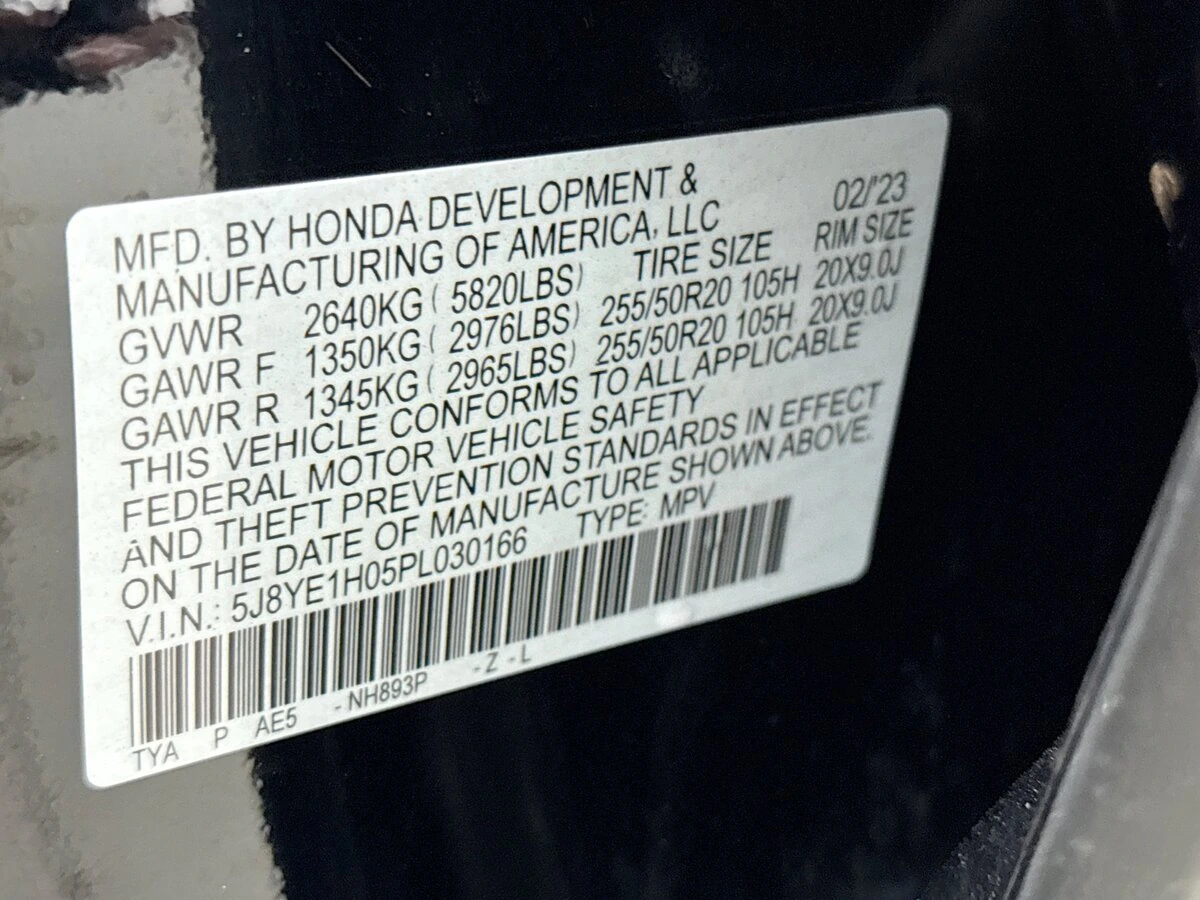 MFD. BY HONDA DEVELOPMENT & 02/'23
MANUFACTURING OF AMERICA, LLC
GVWR 2640KG ( 5820LBS) TIRE SIZE RIM SIZE
GAWR F 1350KG ( 2976LBS) 255/50R20 105H 20X9.0J
GAWR R 1345KG ( 2965LBS) 255/50R20 105H 20X9.0J
THIS VEHICLE CONFORMS TO ALL APPLICABLE
FEDERAL MOTOR VEHICLE SAFETY
AND THEFT PREVENTION STANDARDS IN EFFECT
ON THE DATE OF MANUFACTURE SHOWN ABOVE.
V.I.N.: 5J8YE1H05PL030166 TYPE: MPV
TYA P AE5 - NH893P - Z - L